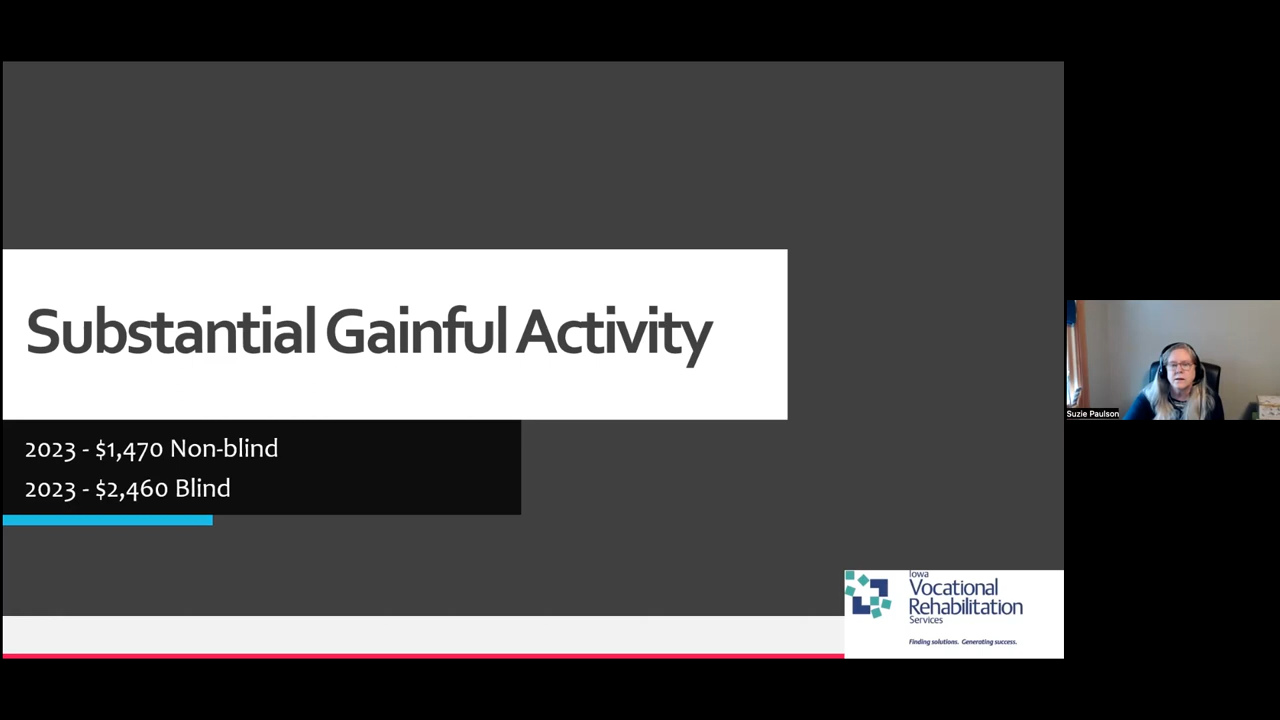 Substantial Gainful Activity
2023 - $1,470 Non-blind
2023 - $2,460 Blind
Iowa
Vocational
Rehabilitation
Services
Finding solutions. Generating success.
Suzie Paulson